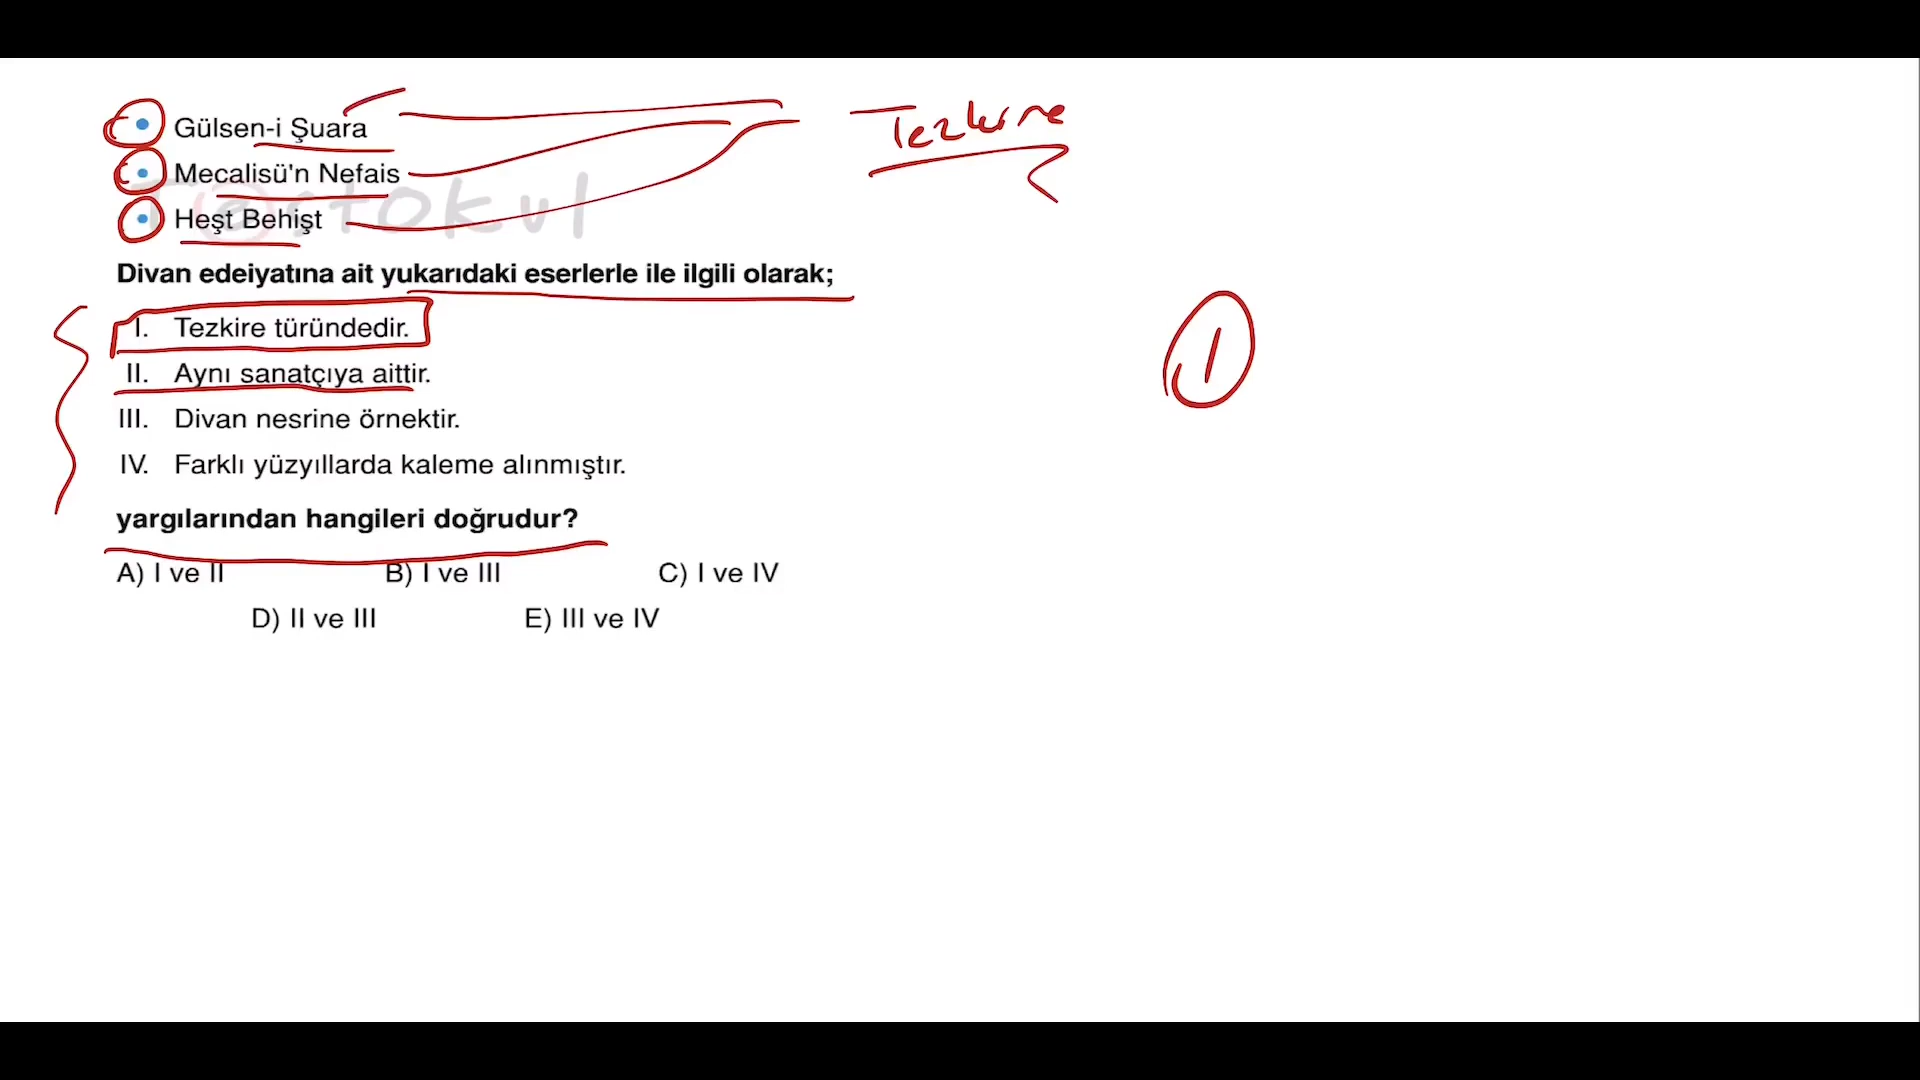 • Gülsen-i Şuara
Tezkire
• Mecalisü'n Nefais
• Heşt Behişt
Divan edeiyatına ait yukarıdaki eserlerle ile ilgili olarak;
I. Tezkire türündedir.
1
II. Aynı sanatçıya aittir.
III. Divan nesrine örnektir.
IV. Farklı yüzyıllarda kaleme alınmıştır.
yargılarından hangileri doğrudur?
A) I ve II B) I ve III C) I ve IV
D) II ve III E) III ve IV